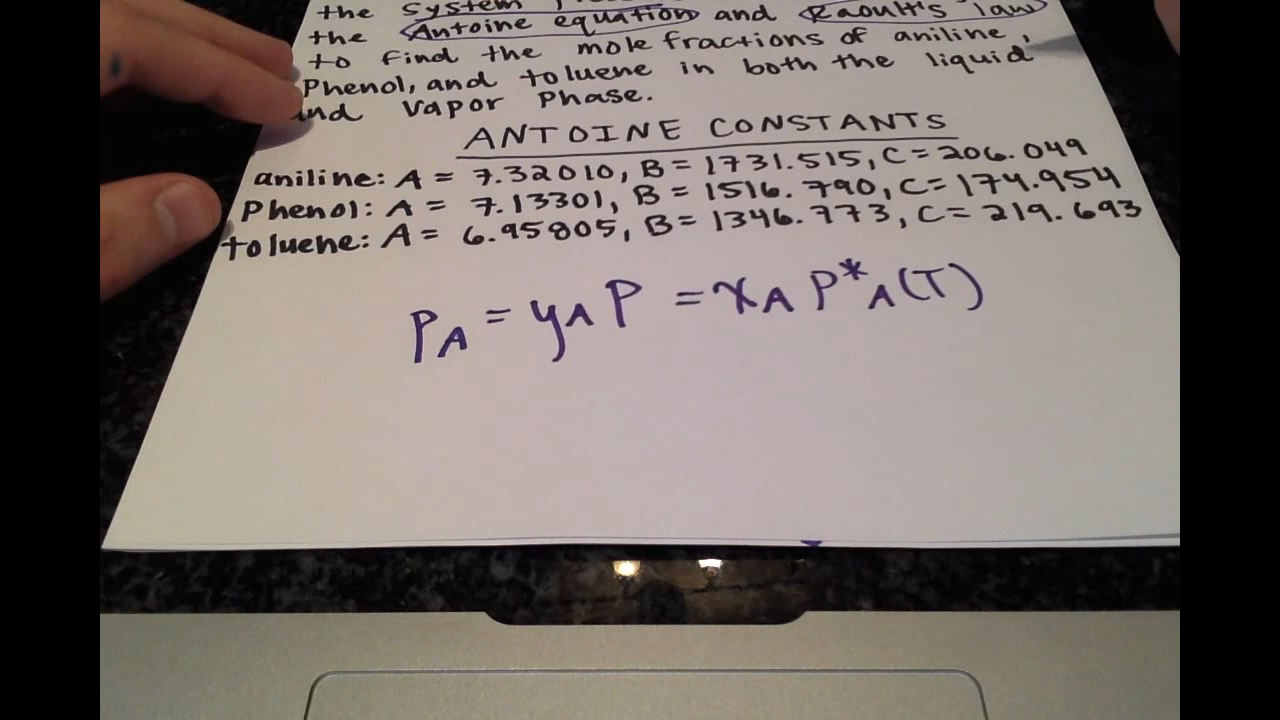 the system
the Antoine equation and Raoult's law
to find the mole fractions of aniline,
Phenol, and toluene in both the liquid
and vapor phase.
ANTOINE CONSTANTS
aniline: A = 7.32010, B = 1731.515, C = 206.049
Phenol: A = 7.13301, B = 1516.790, C = 174.954
toluene: A = 6.95805, B = 1346.773, C = 219.693
PA = yA P = xA P*A(T)